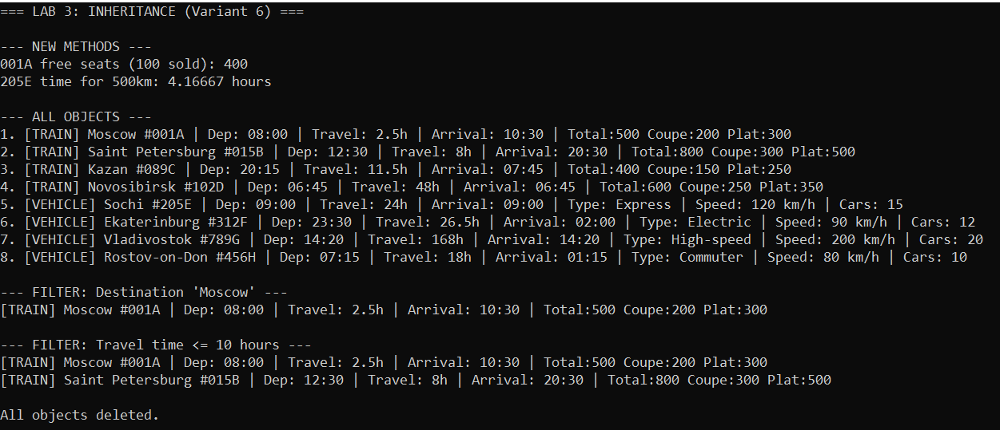 === LAB 3: INHERITANCE (Variant 6) ===
--- NEW METHODS ---
001A free seats (100 sold): 400
205E time for 500km: 4.16667 hours
--- ALL OBJECTS ---
1. [TRAIN] Moscow #001A | Dep: 08:00 | Travel: 2.5h | Arrival: 10:30 | Total:500 Coupe:200 Plat:300
2. [TRAIN] Saint Petersburg #015B | Dep: 12:30 | Travel: 8h | Arrival: 20:30 | Total:800 Coupe:300 Plat:500
3. [TRAIN] Kazan #089C | Dep: 20:15 | Travel: 11.5h | Arrival: 07:45 | Total:400 Coupe:150 Plat:250
4. [TRAIN] Novosibirsk #102D | Dep: 06:45 | Travel: 48h | Arrival: 06:45 | Total:600 Coupe:250 Plat:350
5. [VEHICLE] Sochi #205E | Dep: 09:00 | Travel: 24h | Arrival: 09:00 | Type: Express | Speed: 120 km/h | Cars: 15
6. [VEHICLE] Ekaterinburg #312F | Dep: 23:30 | Travel: 26.5h | Arrival: 02:00 | Type: Electric | Speed: 90 km/h | Cars: 12
7. [VEHICLE] Vladivostok #789G | Dep: 14:20 | Travel: 168h | Arrival: 14:20 | Type: High-speed | Speed: 200 km/h | Cars: 20
8. [VEHICLE] Rostov-on-Don #456H | Dep: 07:15 | Travel: 18h | Arrival: 01:15 | Type: Commuter | Speed: 80 km/h | Cars: 10
--- FILTER: Destination 'Moscow' ---
[TRAIN] Moscow #001A | Dep: 08:00 | Travel: 2.5h | Arrival: 10:30 | Total:500 Coupe:200 Plat:300
--- FILTER: Travel time <= 10 hours ---
[TRAIN] Moscow #001A | Dep: 08:00 | Travel: 2.5h | Arrival: 10:30 | Total:500 Coupe:200 Plat:300
[TRAIN] Saint Petersburg #015B | Dep: 12:30 | Travel: 8h | Arrival: 20:30 | Total:800 Coupe:300 Plat:500
All objects deleted.